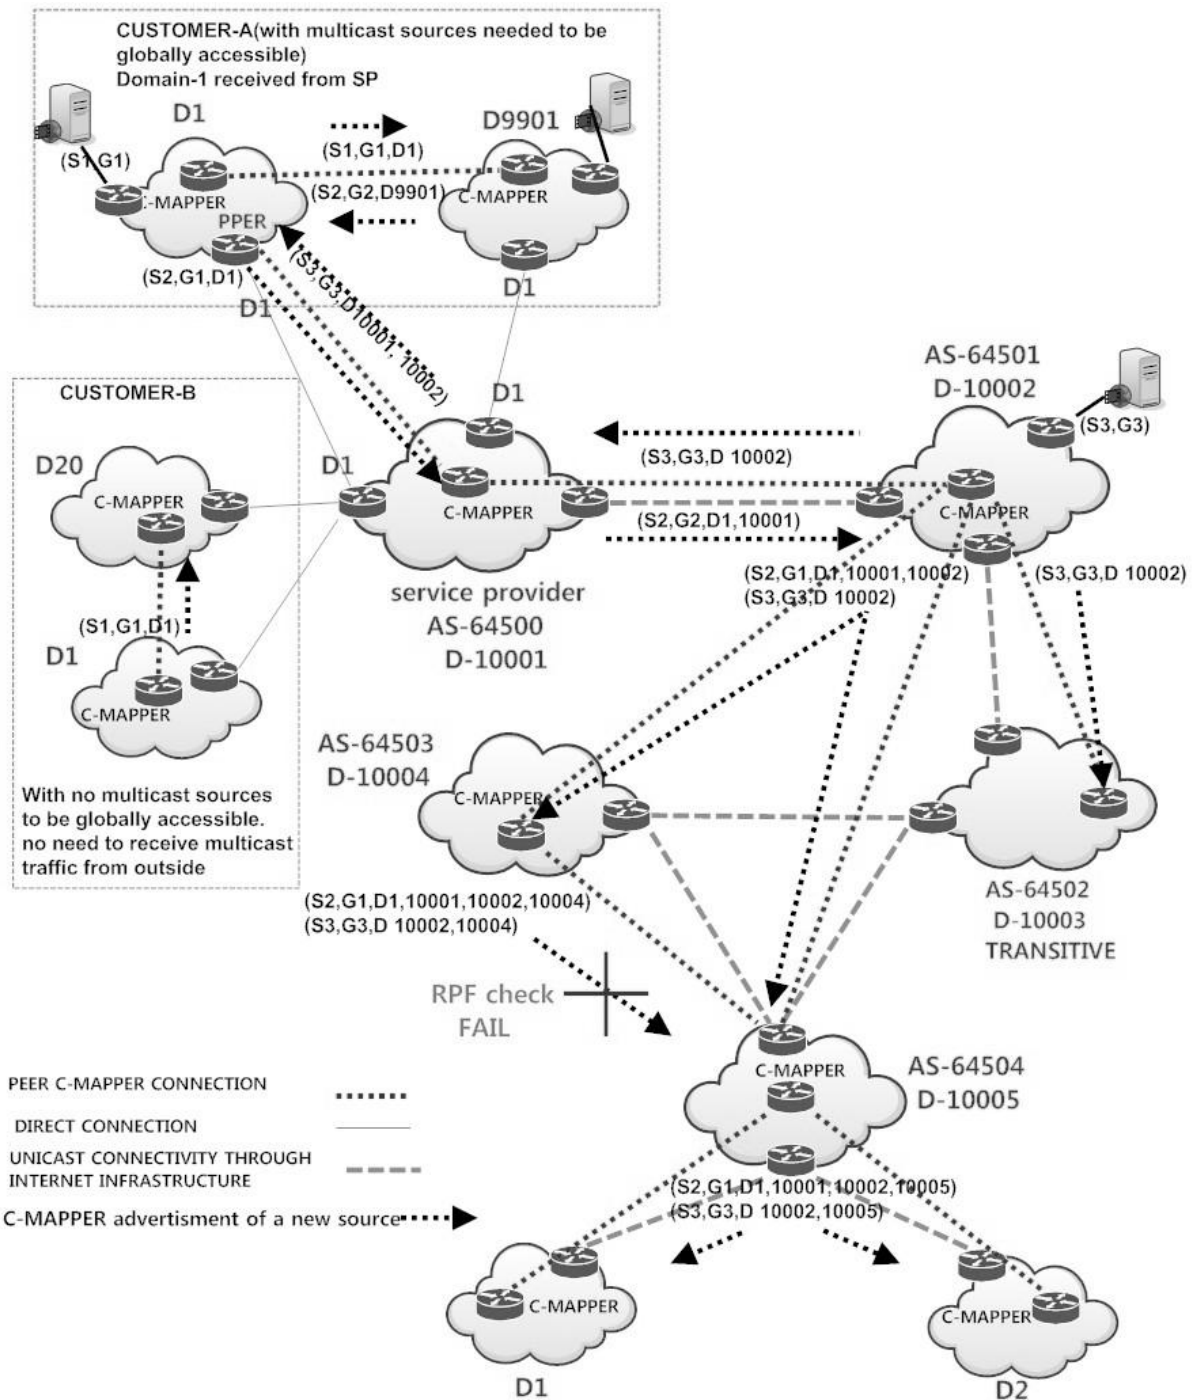 CUSTOMER-A(with multicast sources needed to be
globally accessible)
Domain-1 received from SP
D1
D9901
(S1,G1)
(S1,G1,D1)
C-MAPPER
(S2,G2,D9901)
C-MAPPER
PPER
(S2,G1,D1)
D1
D1
(S3,G3,D10001, 10002)
CUSTOMER-B
D20
C-MAPPER
(S1,G1,D1)
D1
C-MAPPER
With no multicast sources
to be globally accessible.
no need to receive multicast
traffic from outside
D1
D1
C-MAPPER
service provider
AS-64500
D-10001
AS-64501
D-10002
(S3,G3)
(S3,G3,D 10002)
C-MAPPER
(S2,G2,D1,10001)
(S2,G1,D1,10001,10002)
(S3,G3,D 10002)
(S3,G3,D 10002)
AS-64503
D-10004
C-MAPPER
AS-64502
D-10003
TRANSITIVE
(S2,G1,D1,10001,10002,10004)
(S3,G3,D 10002,10004)
RPF check
FAIL
AS-64504
D-10005
C-MAPPER
PEER C-MAPPER CONNECTION
DIRECT CONNECTION
UNICAST CONNECTIVITY THROUGH
INTERNET INFRASTRUCTURE
C-MAPPER advertisment of a new source
(S2,G1,D1,10001,10002,10005)
(S3,G3,D 10002,10005)
C-MAPPER
D1
C-MAPPER
D2